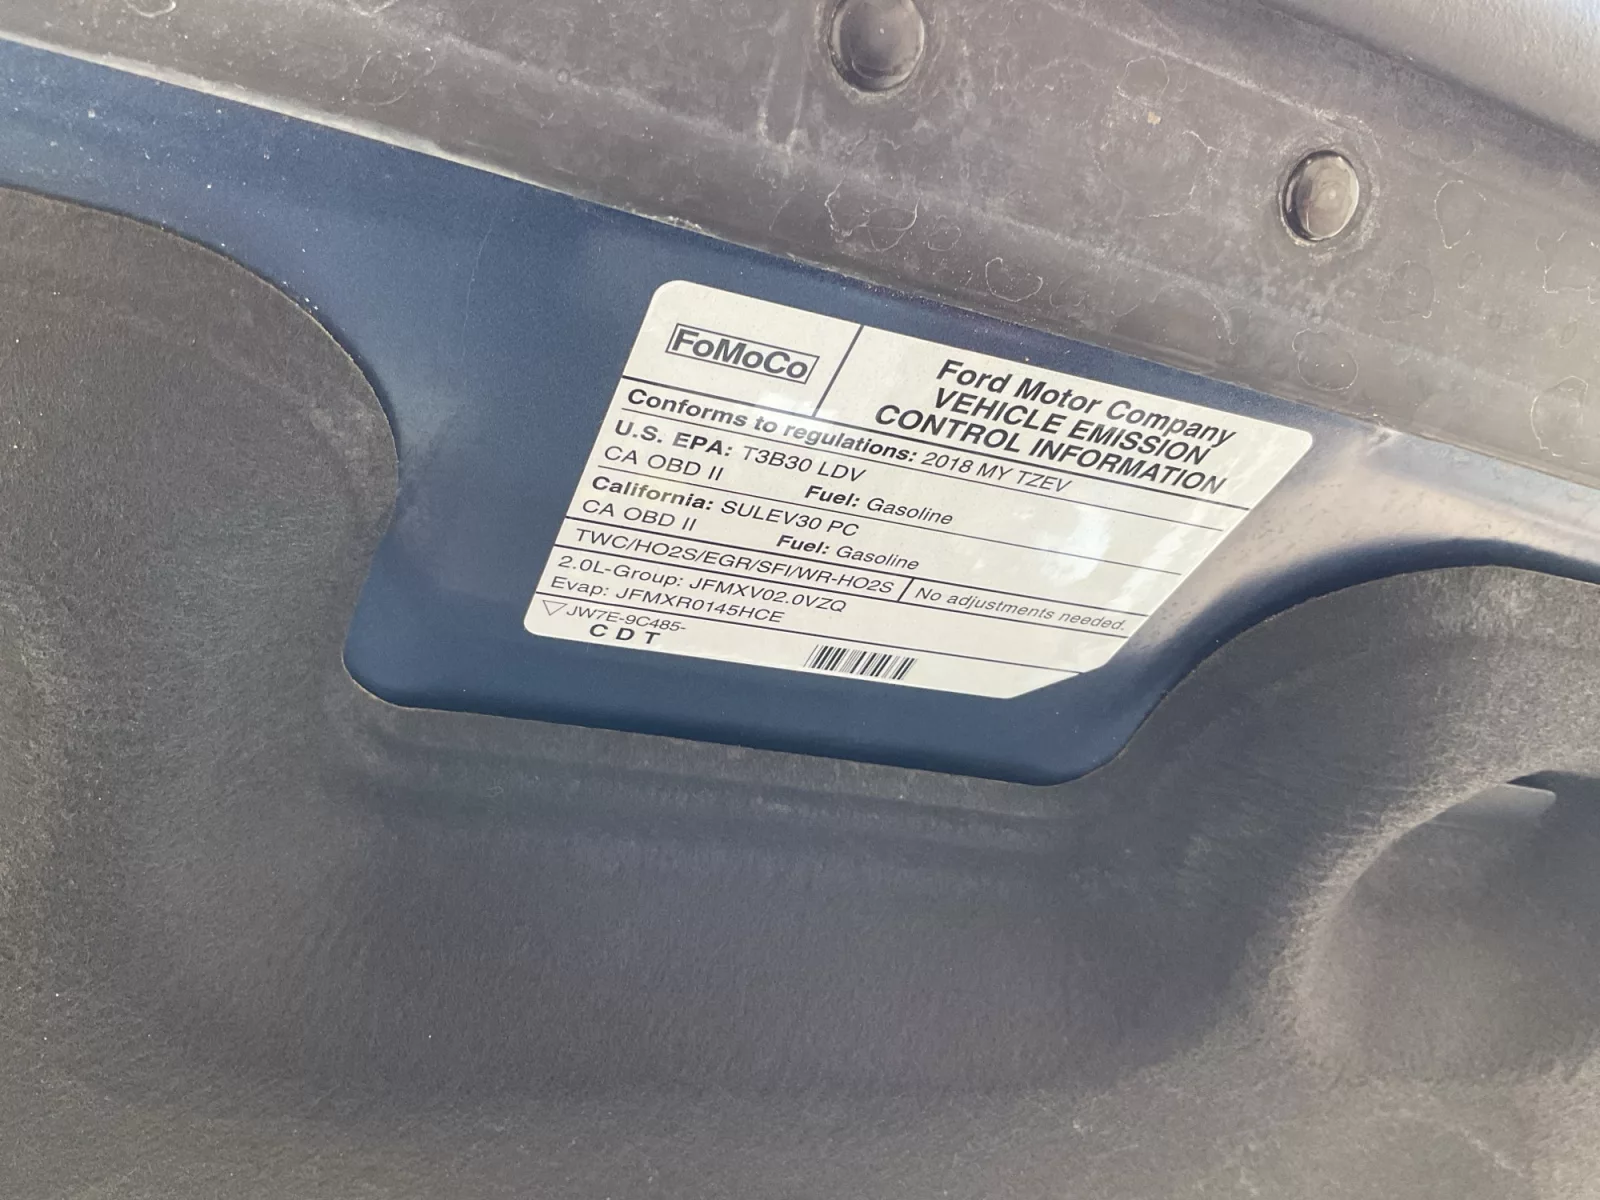 FoMoCo
Ford Motor Company
VEHICLE EMISSION
CONTROL INFORMATION
Conforms to regulations: 2018 MY TZEV
U.S. EPA: T3B30 LDV
CA OBD II Fuel: Gasoline
California: SULEV30 PC
CA OBD II Fuel: Gasoline
TWC/HO2S/EGR/SFI/WR-HO2S No adjustments needed.
2.0L-Group: JFMXV02.0VZQ
Evap: JFMXR0145HCE
JW7E-9C485-
CDT